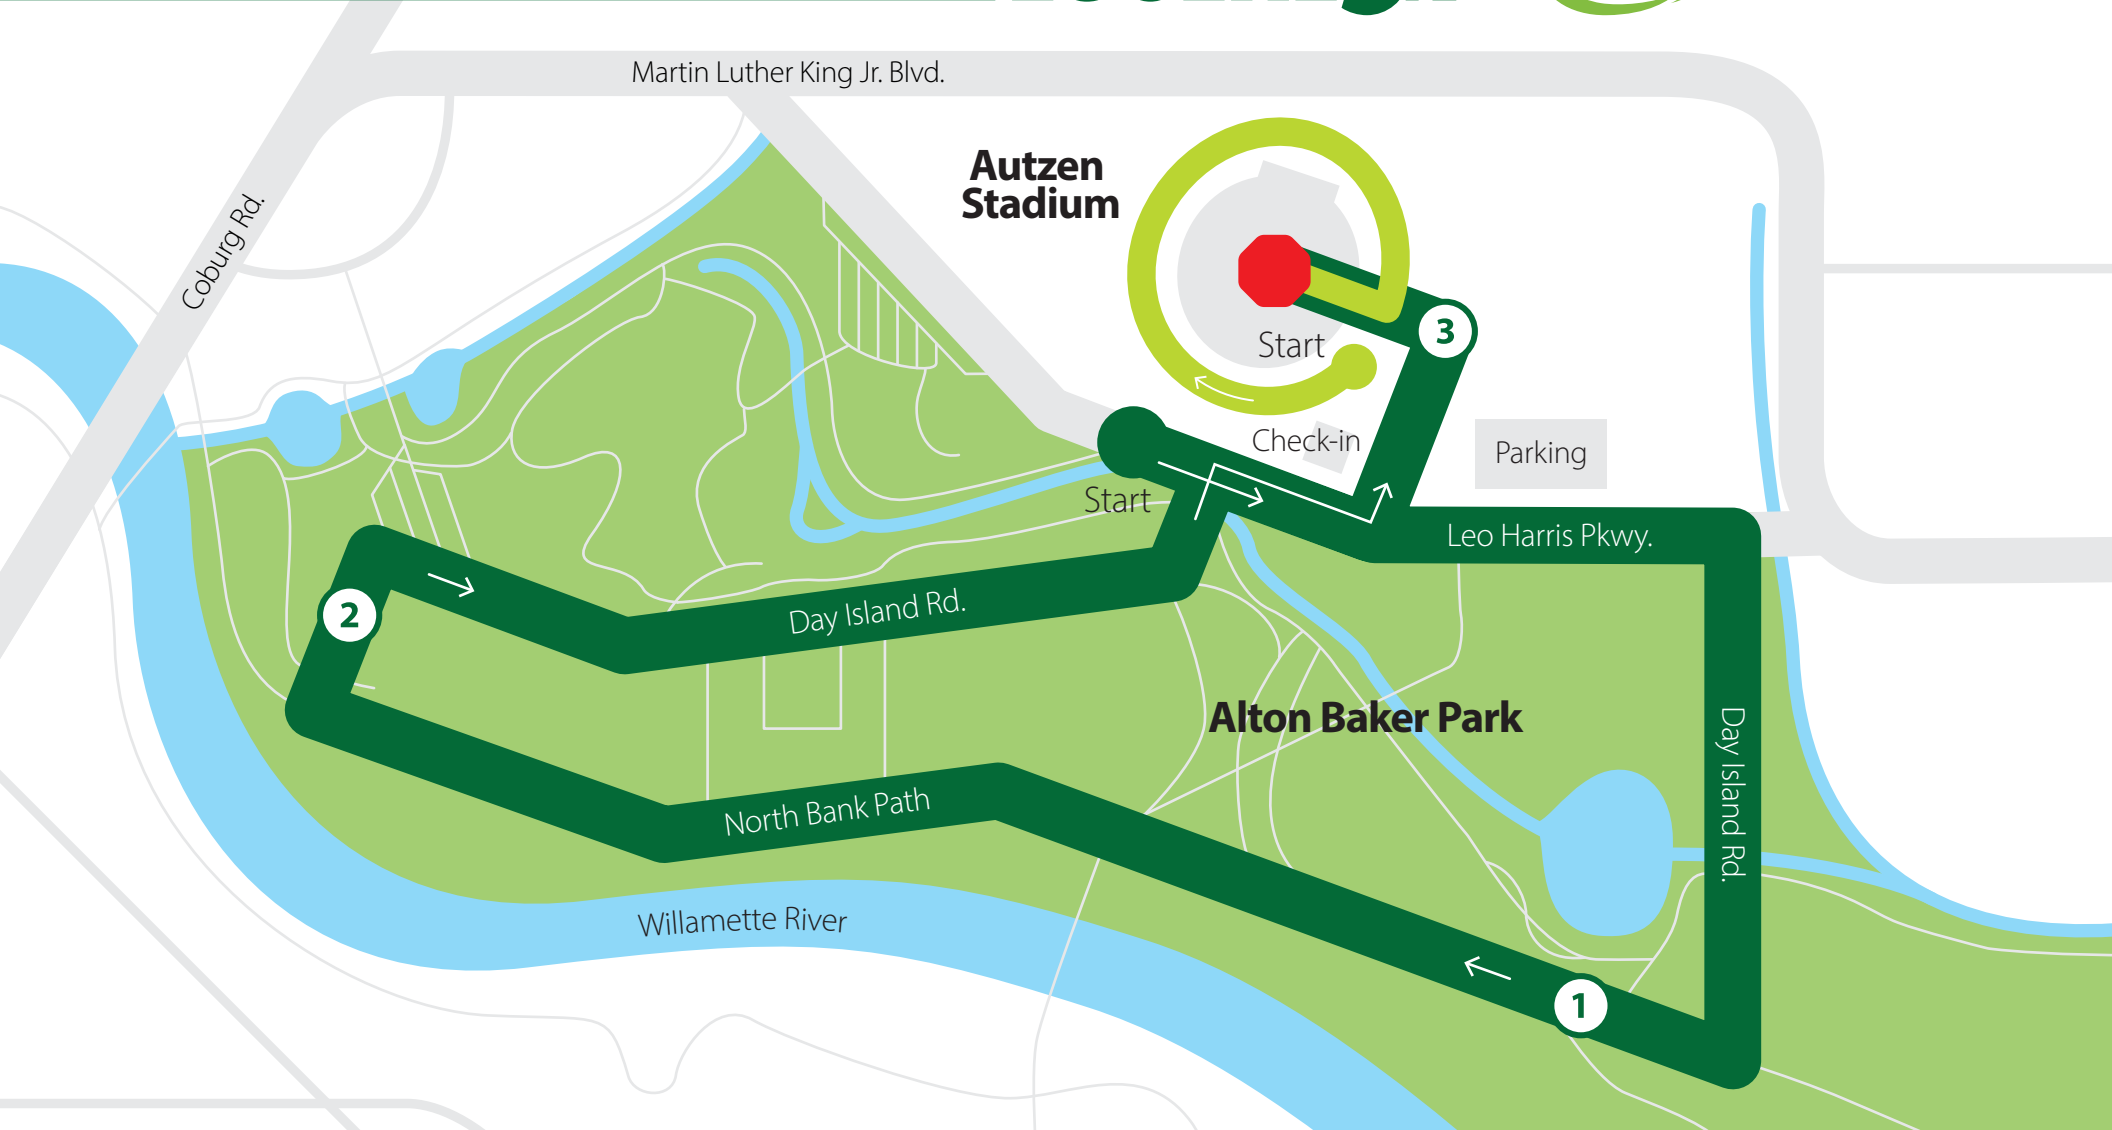 Martin Luther King Jr. Blvd.
Autzen
Stadium
Coburg Rd.
3
Start
Check-in
Parking
Start
Leo Harris Pkwy.
2
Day Island Rd.
Alton Baker Park
Day Island Rd.
North Bank Path
Willamette River
1